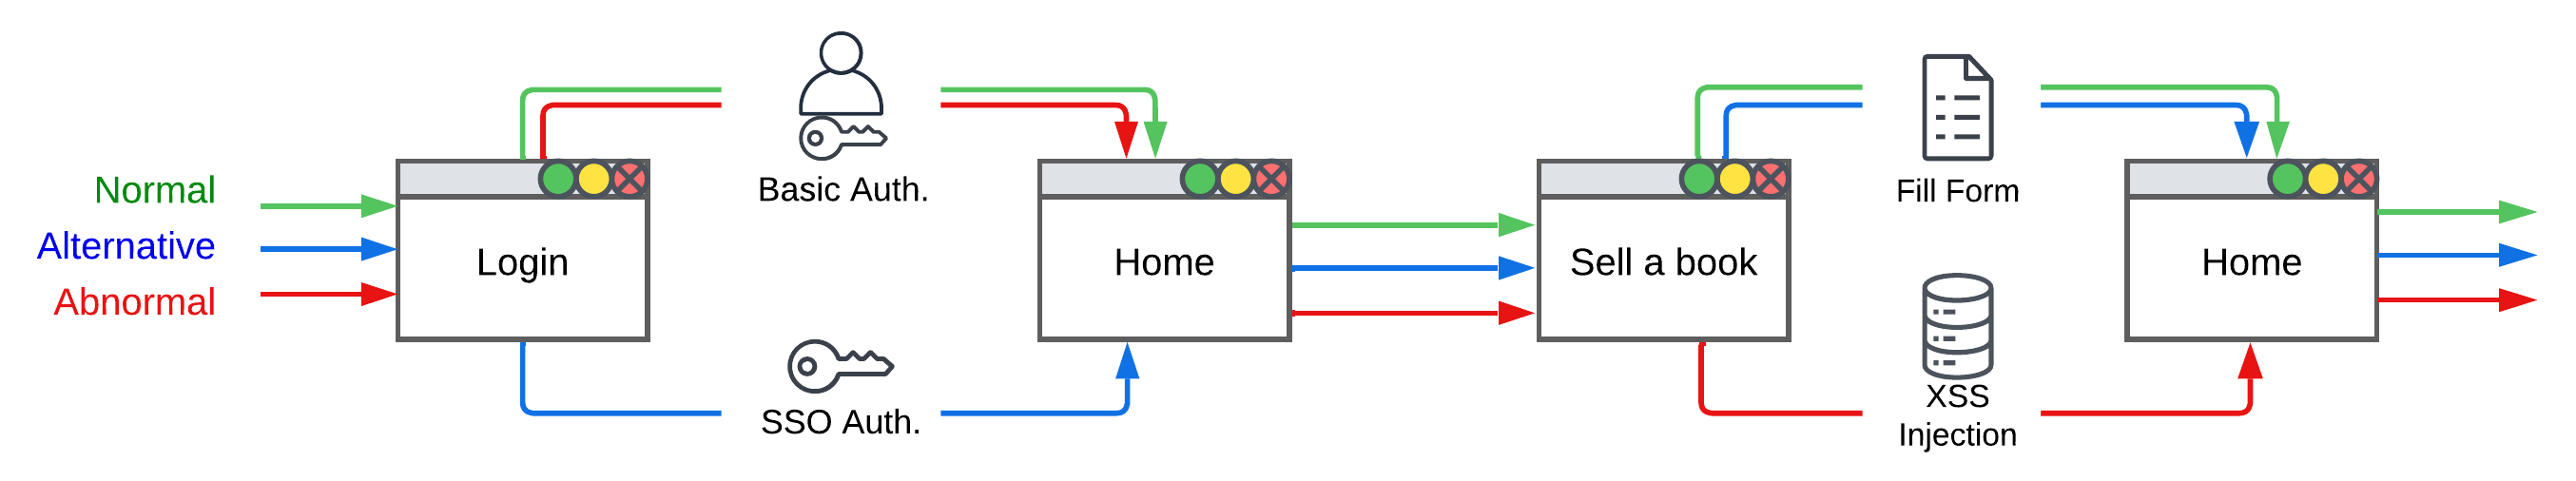 Normal
Alternative
Abnormal
Login
Basic Auth.
SSO Auth.
Home
Sell a book
Fill Form
XSS
Injection
Home